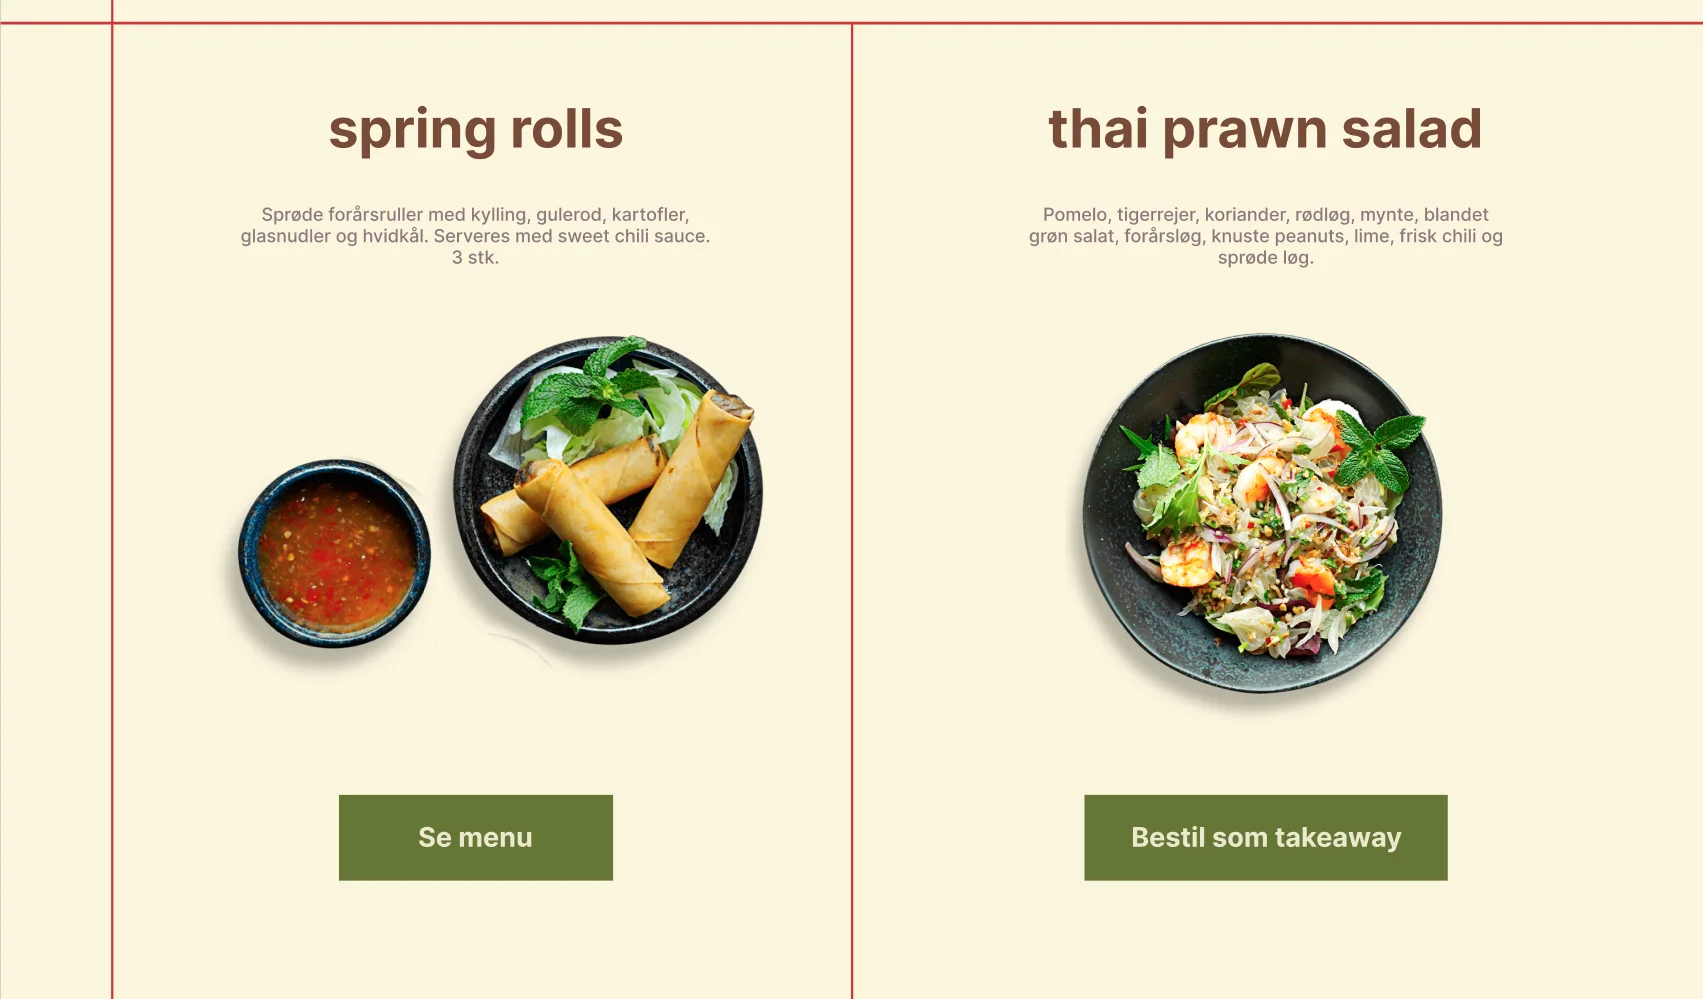 spring rolls
Sprøde forårsruller med kylling, gulerod, kartofler,
glasnudler og hvidkål. Serveres med sweet chili sauce.
3 stk.
Se menu
thai prawn salad
Pomelo, tigerrejer, koriander, rødløg, mynte, blandet
grøn salat, forårsløg, knuste peanuts, lime, frisk chili og
sprøde løg.
Bestil som takeaway